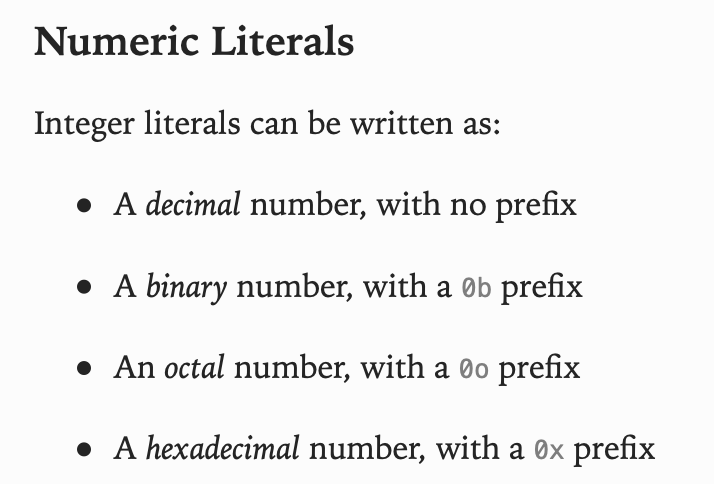 Numeric Literals
Integer literals can be written as:
• A decimal number, with no prefix
• A binary number, with a 0b prefix
• An octal number, with a 0o prefix
• A hexadecimal number, with a 0x prefix